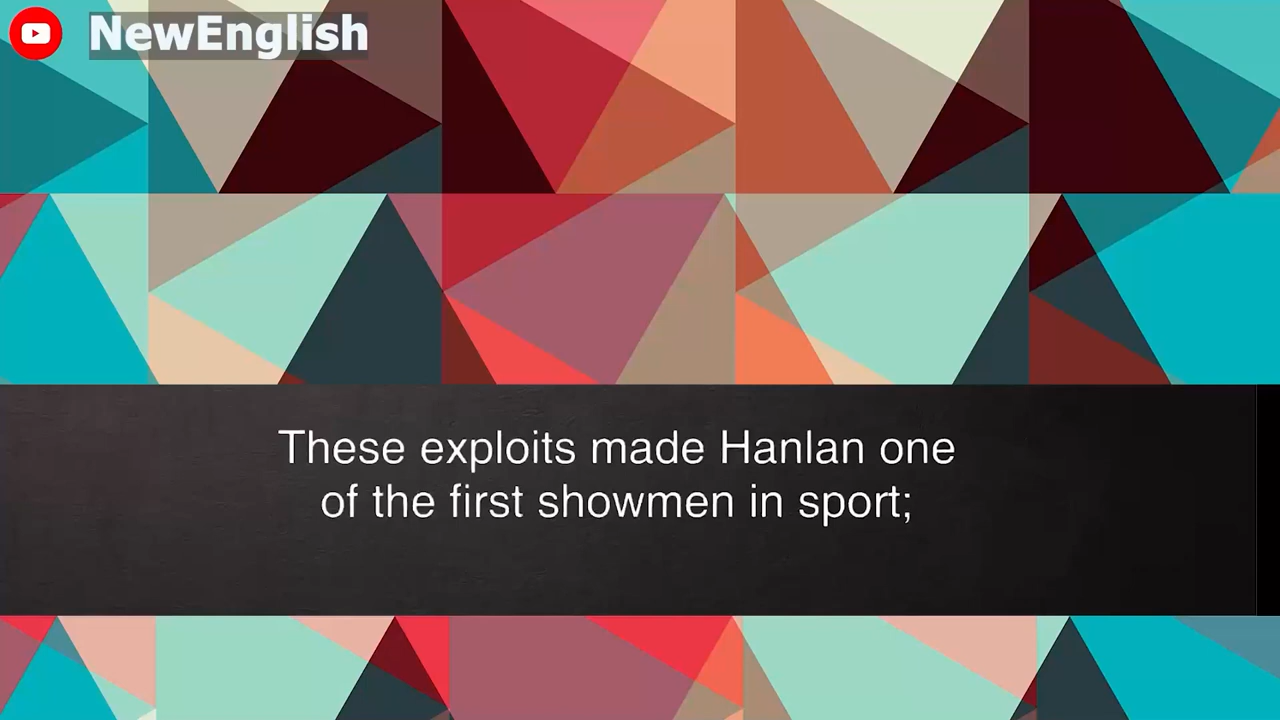 NewEnglish
These exploits made Hanlan one
of the first showmen in sport;